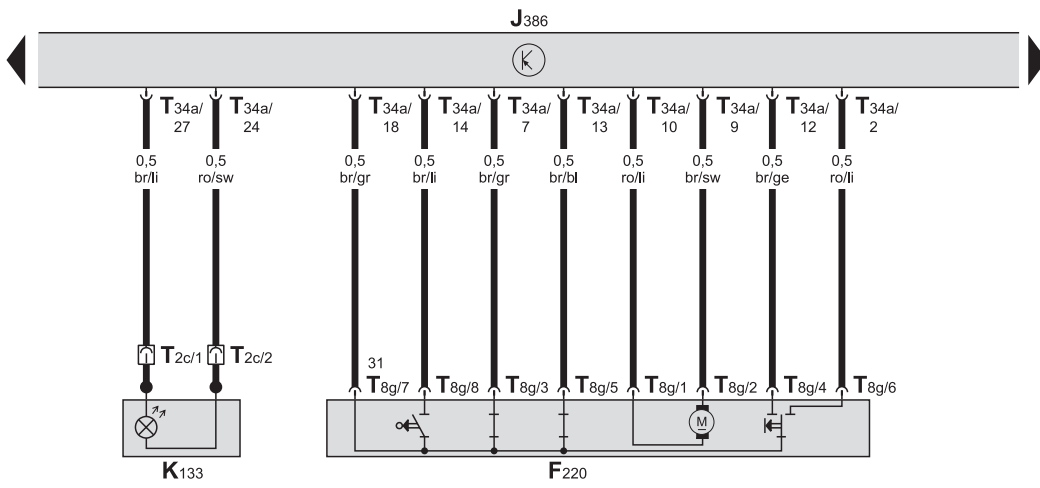 J386
T34a/ T34a/ T34a/ T34a/ T34a/ T34a/ T34a/ T34a/ T34a/ T34a/
27 24 18 14 7 13 10 9 12 2
0,5 0,5 0,5 0,5 0,5 0,5 0,5 0,5 0,5 0,5
br/li ro/sw br/gr br/li br/gr br/bl ro/li br/sw br/ge ro/li
T2c/1 T2c/2
31
T8g/7 T8g/8 T8g/3 T8g/5 T8g/1 T8g/2 T8g/4 T8g/6
M
K133 F220